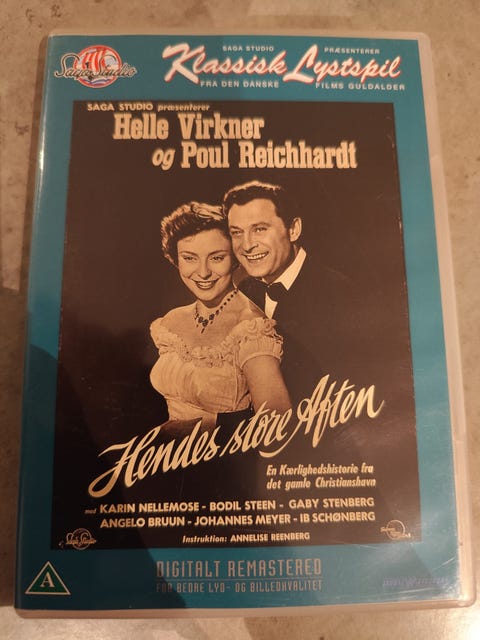 Saga Studio
SAGA STUDIO PRÆSENTERER
Klassisk Lystspil
FRA DEN DANSKE FILMS GULDALDER
SAGA STUDIO præsenterer
Helle Virkner
og Poul Reichhardt
Hendes store Aften
En Kærlighedshistorie fra
det gamle Christianshavn
med KARIN NELLEMOSE - BODIL STEEN - GABY STENBERG
ANGELO BRUUN - JOHANNES MEYER - IB SCHØNBERG
Instruktion: ANNELISE REENBERG
A
DIGITALT REMASTERED
FOR BEDRE LYD- OG BILLEDKVALITET